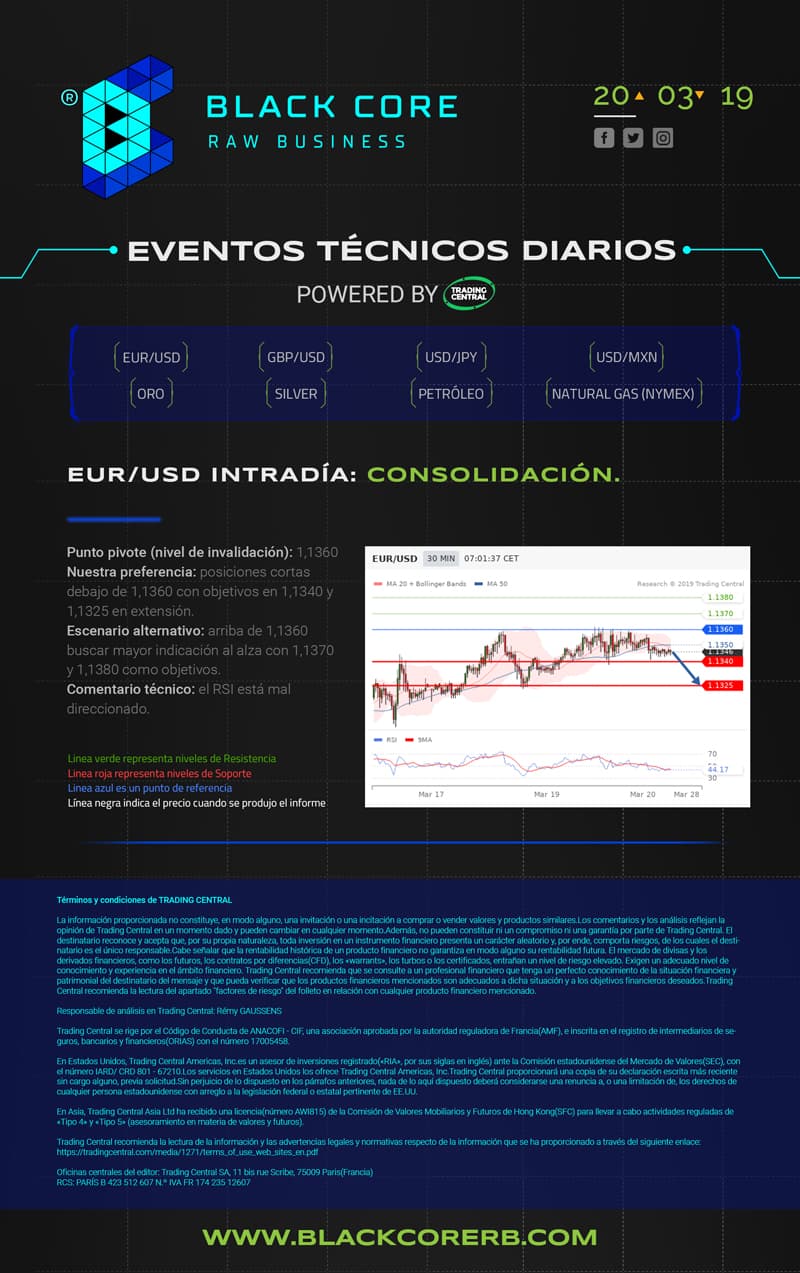 ®
BLACK CORE
RAW BUSINESS
20 03 19
EVENTOS TÉCNICOS DIARIOS
POWERED BY TRADING CENTRAL
EUR/USD GBP/USD USD/JPY USD/MXN
ORO SILVER PETRÓLEO NATURAL GAS (NYMEX)
EUR/USD INTRADÍA: CONSOLIDACIÓN.
Punto pivote (nivel de invalidación): 1,1360
Nuestra preferencia: posiciones cortas
debajo de 1,1360 con objetivos en 1,1340 y
1,1325 en extensión.
Escenario alternativo: arriba de 1,1360
buscar mayor indicación al alza con 1,1370
y 1,1380 como objetivos.
Comentario técnico: el RSI está mal
direccionado.
Linea verde representa niveles de Resistencia
Linea roja representa niveles de Soporte
Linea azul es un punto de referencia
Línea negra indica el precio cuando se produjo el informe
EUR/USD 30 MIN 07:01:37 CET
MA 20 + Bollinger Bands MA 50 Research © 2019 Trading Central
1.1380
1.1370
1.1360
1.1350
1.1346
1.1340
1.1325
RSI 9MA
70
44.17
30
Mar 17 Mar 19 Mar 20 Mar 28
Términos y condiciones de TRADING CENTRAL
La información proporcionada no constituye, en modo alguno, una invitación o una incitación a comprar o vender valores y productos similares.Los comentarios y los análisis reflejan la
opinión de Trading Central en un momento dado y pueden cambiar en cualquier momento.Además, no pueden constituir ni un compromiso ni una garantía por parte de Trading Central. El
destinatario reconoce y acepta que, por su propia naturaleza, toda inversión en un instrumento financiero presenta un carácter aleatorio y, por ende, comporta riesgos, de los cuales el desti-
natario es el único responsable.Cabe señalar que la rentabilidad histórica de un producto financiero no garantiza en modo alguno su rentabilidad futura. El mercado de divisas y los
derivados financieros, como los futuros, los contratos por diferencias(CFD), los «warrants», los turbos o los certificados, entrañan un nivel de riesgo elevado. Exigen un adecuado nivel de
conocimiento y experiencia en el ámbito financiero. Trading Central recomienda que se consulte a un profesional financiero que tenga un perfecto conocimiento de la situación financiera y
patrimonial del destinatario del mensaje y que pueda verificar que los productos financieros mencionados son adecuados a dicha situación y a los objetivos financieros deseados.Trading
Central recomienda la lectura del apartado "factores de riesgo" del folleto en relación con cualquier producto financiero mencionado.
Responsable de análisis en Trading Central: Rémy GAUSSENS
Trading Central se rige por el Código de Conducta de ANACOFI - CIF, una asociación aprobada por la autoridad reguladora de Francia(AMF), e inscrita en el registro de intermediarios de se-
guros, bancarios y financieros(ORIAS) con el número 17005458.
En Estados Unidos, Trading Central Americas, Inc.es un asesor de inversiones registrado(«RIA», por sus siglas en inglés) ante la Comisión estadounidense del Mercado de Valores(SEC), con
el número IARD/ CRD 801 - 67210.Los servicios en Estados Unidos los ofrece Trading Central Americas, Inc.Trading Central proporcionará una copia de su declaración escrita más reciente
sin cargo alguno, previa solicitud.Sin perjuicio de lo dispuesto en los párrafos anteriores, nada de lo aquí dispuesto deberá considerarse una renuncia a, o una limitación de, los derechos de
cualquier persona estadounidense con arreglo a la legislación federal o estatal pertinente de EE.UU.
En Asia, Trading Central Asia Ltd ha recibido una licencia(número AWI815) de la Comisión de Valores Mobiliarios y Futuros de Hong Kong(SFC) para llevar a cabo actividades reguladas de
«Tipo 4» y «Tipo 5» (asesoramiento en materia de valores y futuros).
Trading Central recomienda la lectura de la información y las advertencias legales y normativas respecto de la información que se ha proporcionado a través del siguiente enlace:
https://tradingcentral.com/media/1271/terms_of_use_web_sites_en.pdf
Oficinas centrales del editor: Trading Central SA, 11 bis rue Scribe, 75009 Paris(Francia)
RCS: PARÍS B 423 512 607 N.º IVA FR 174 235 12607
WWW.BLACKCORERB.COM